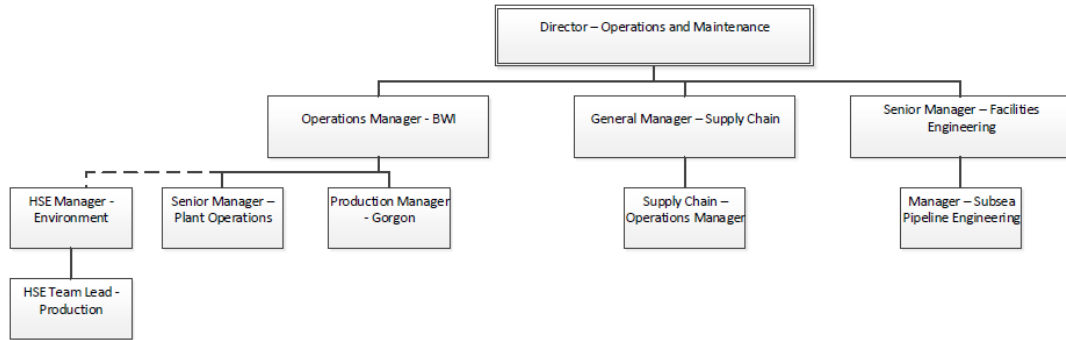 Director – Operations and Maintenance
Operations Manager - BWI
General Manager – Supply Chain
Senior Manager – Facilities
Engineering
HSE Manager -
Environment
Senior Manager –
Plant Operations
Production Manager
- Gorgon
Supply Chain –
Operations Manager
Manager – Subsea
Pipeline Engineering
HSE Team Lead -
Production